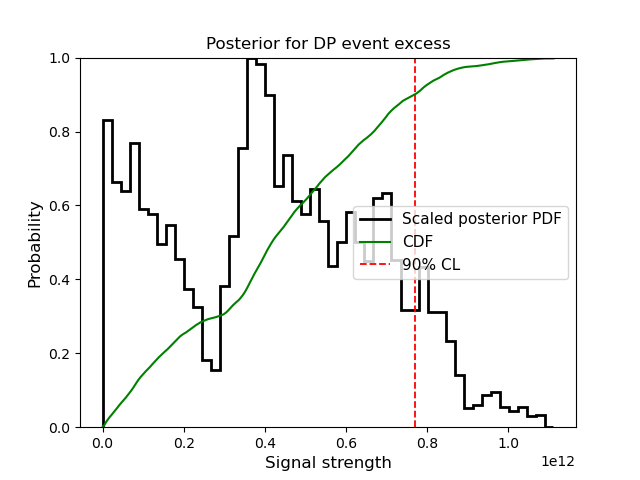 Posterior for DP event excess
Probability
1.0
0.8
0.6
0.4
0.2
0.0
Scaled posterior PDF
CDF
90% CL
0.0 0.2 0.4 0.6 0.8 1.0
1e12
Signal strength